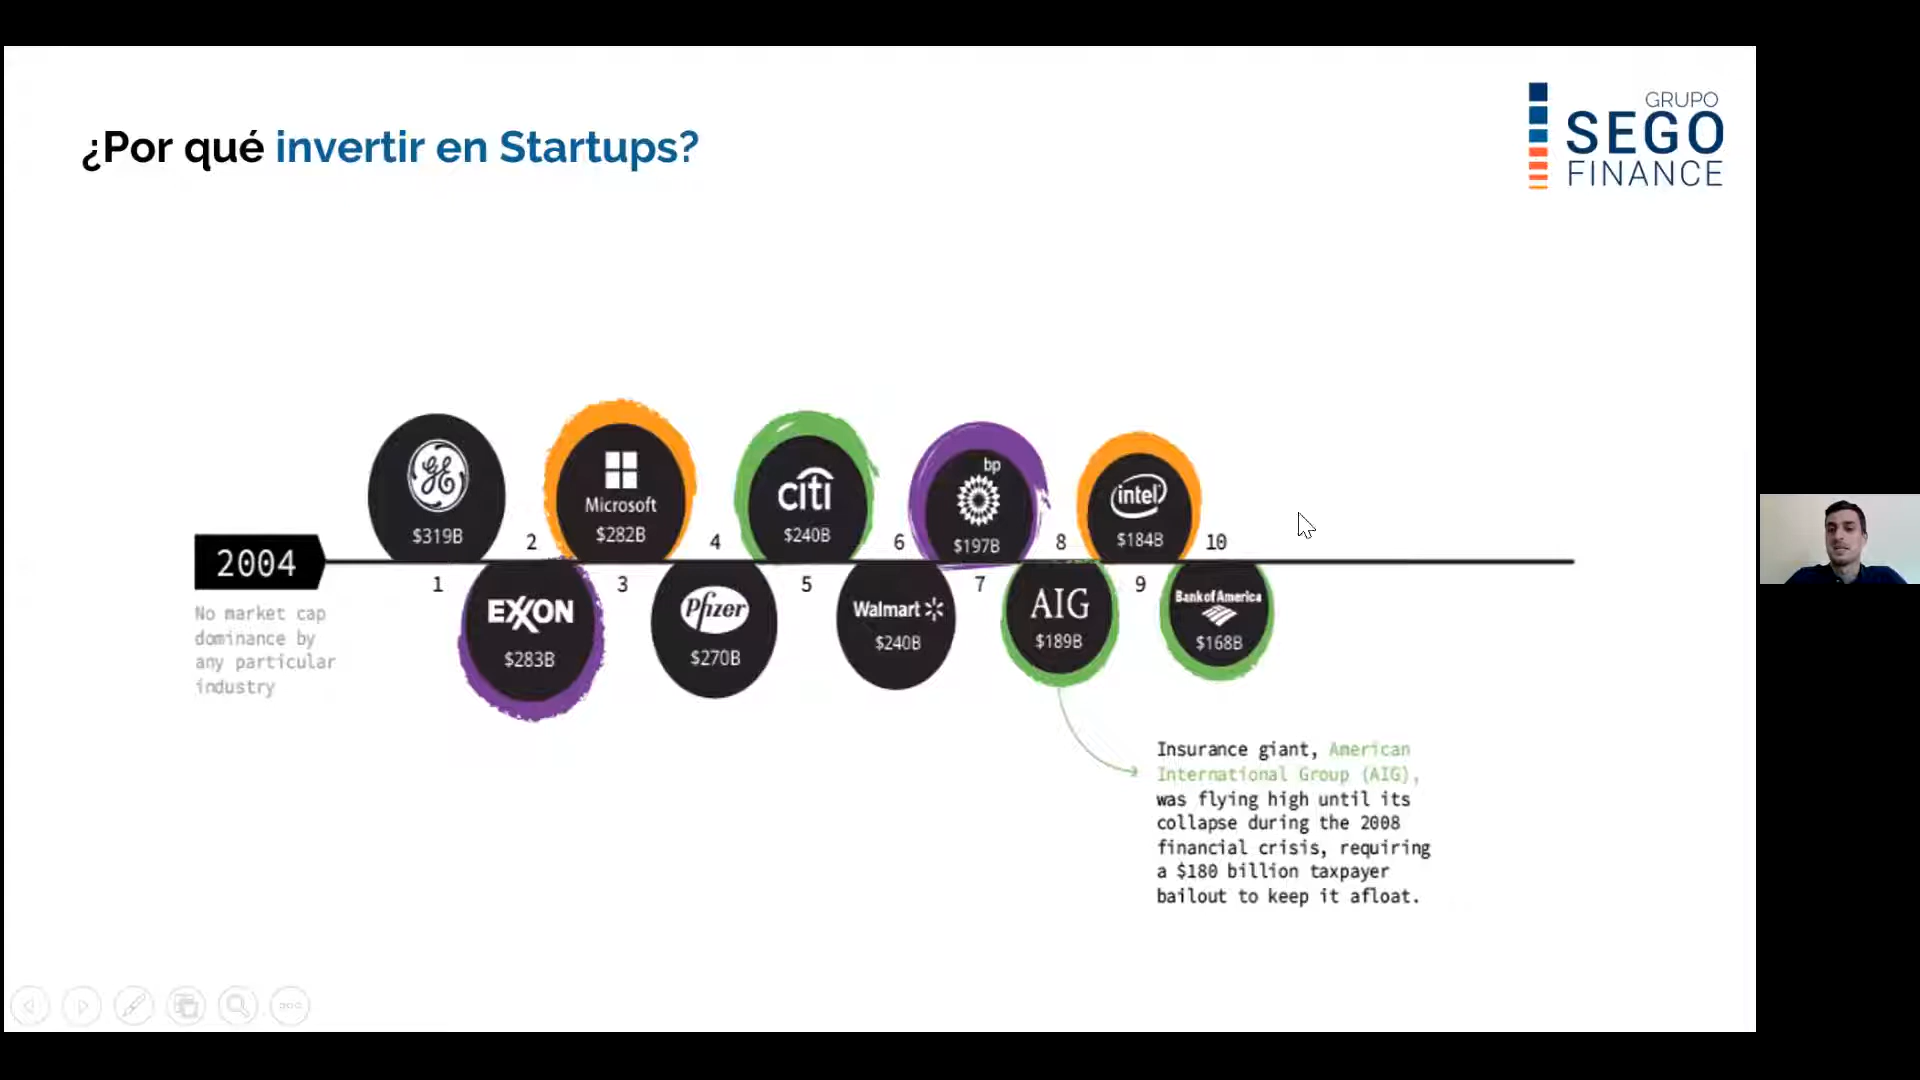 ¿Por qué invertir en Startups?
GRUPO
SEGO
FINANCE
2004
No market cap
dominance by
any particular
industry
1
GE
$319B
2
EXXON
$283B
3
Microsoft
$282B
4
Pfizer
$270B
5
citi
$240B
6
Walmart
$240B
7
bp
$197B
8
AIG
$189B
9
intel
$184B
10
Bank of America
$168B
Insurance giant, American
International Group (AIG),
was flying high until its
collapse during the 2008
financial crisis, requiring
a $180 billion taxpayer
bailout to keep it afloat.